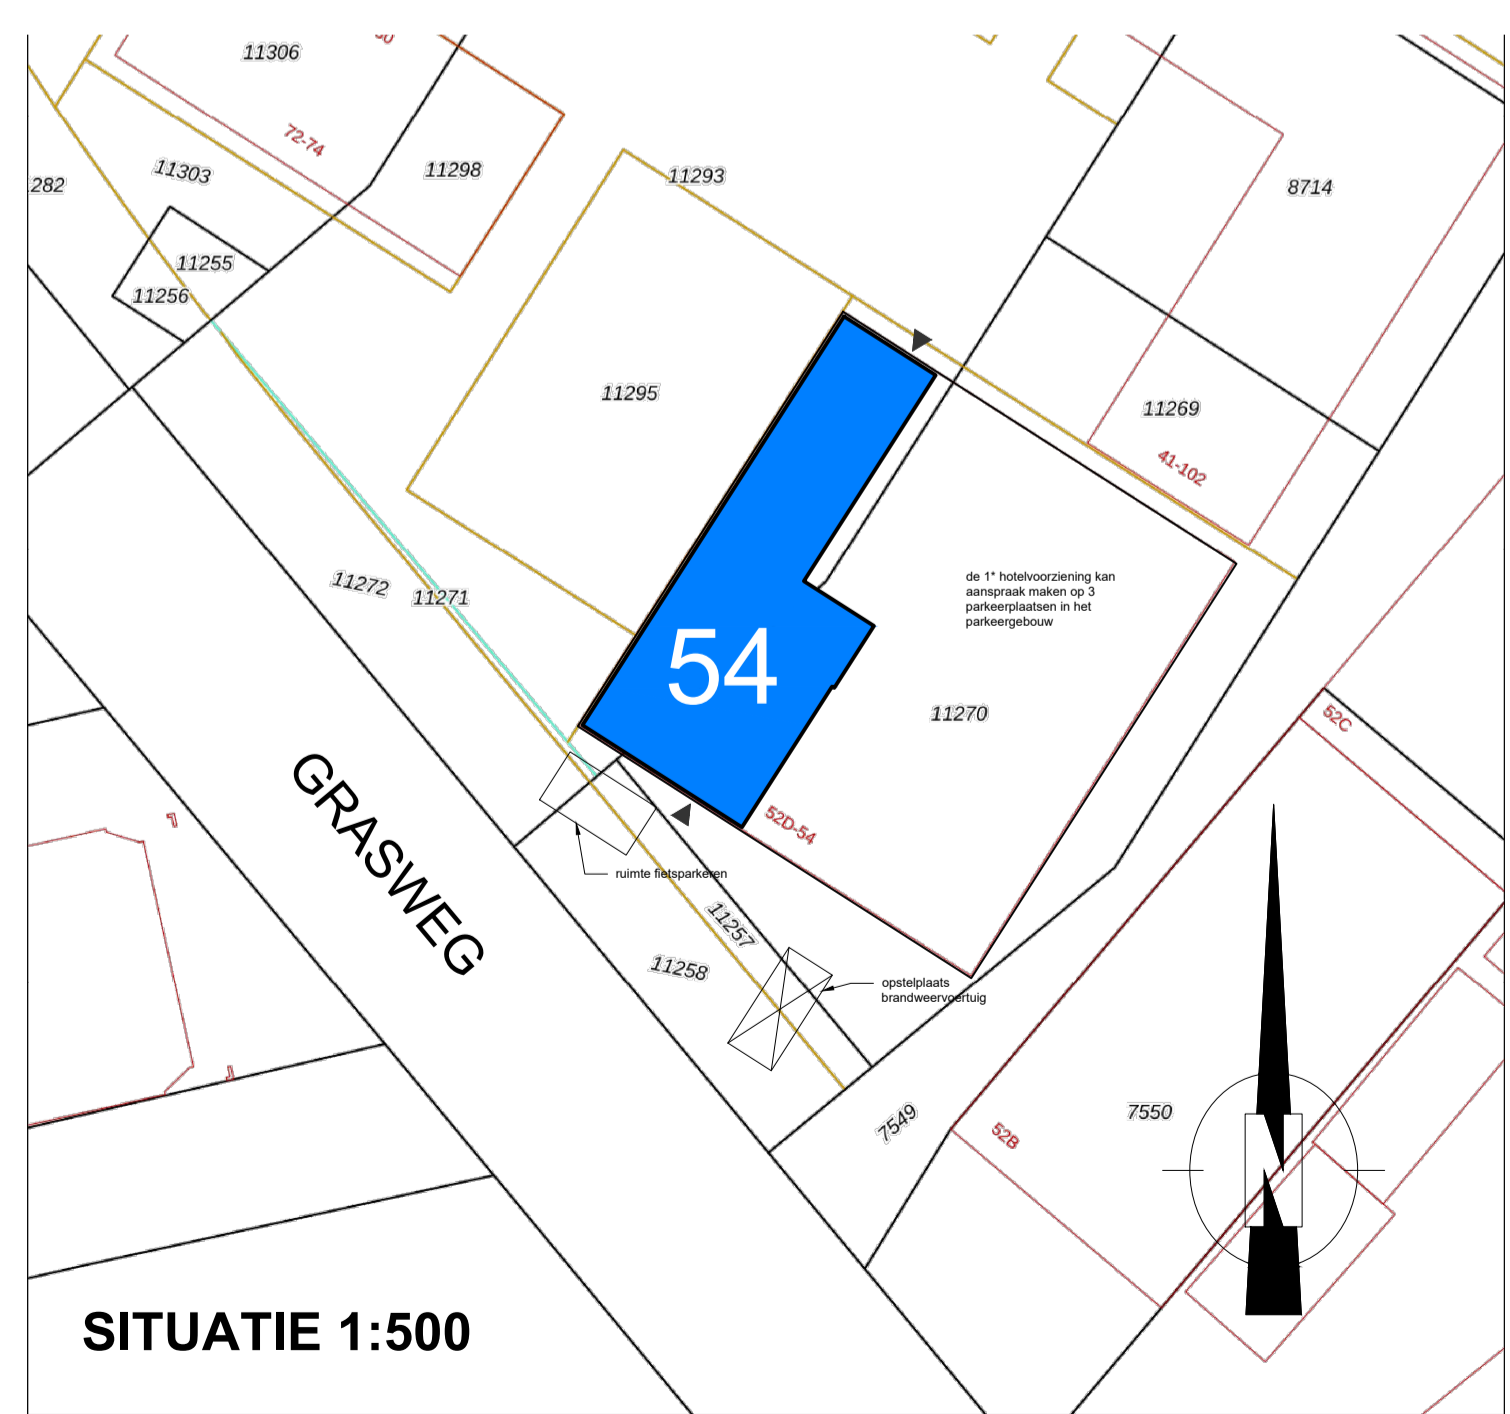 11306
72-74
11303
11298
11293
8714
282
11255
11256
11295
11269
41-102
11272
11271
de 1* hotelvoorziening kan
aanspraak maken op 3
parkeerplaatsen in het
parkeergebouw
54
11270
52C
GRASWEG
52D-54
ruimte fietsparkeren
11257
11258
opstelplaats
brandweervoertuig
7549
52B
7550
SITUATIE 1:500